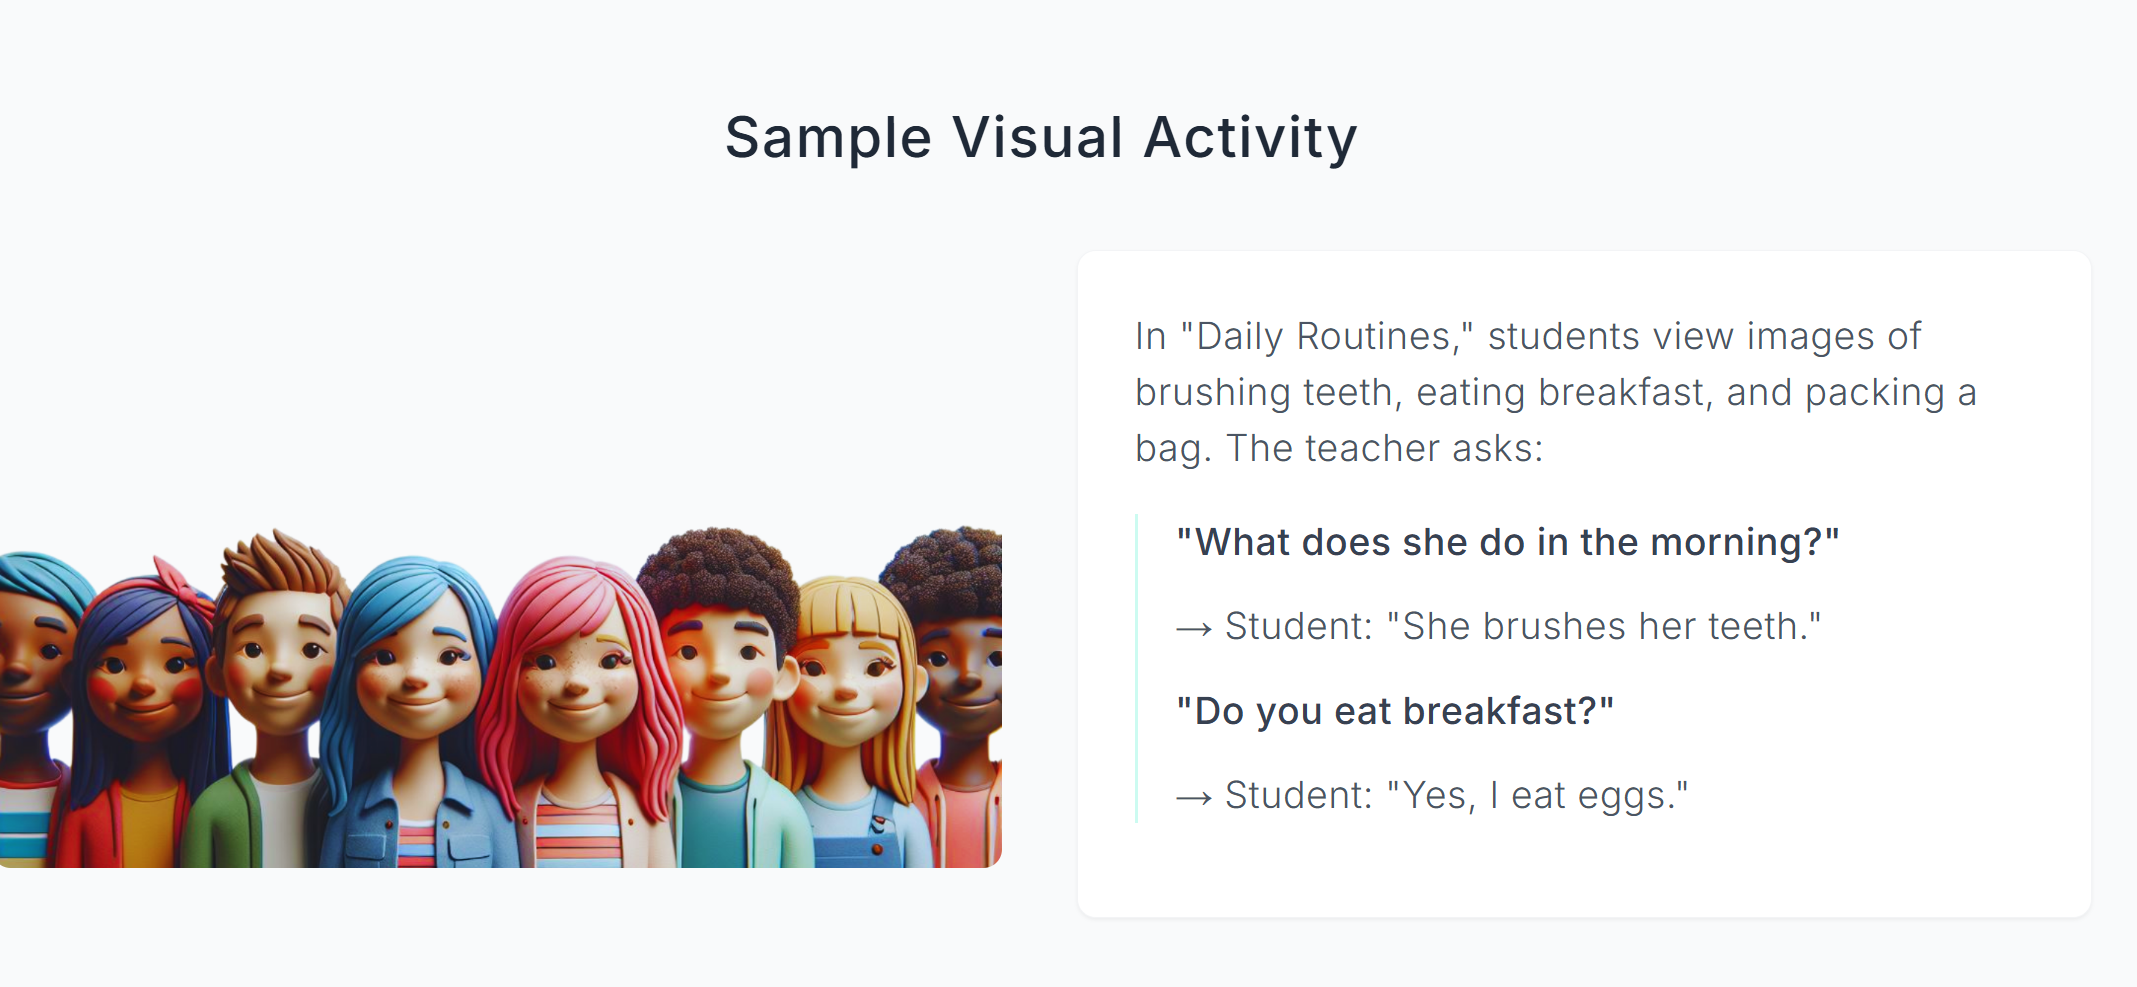 Sample Visual Activity
In "Daily Routines," students view images of
brushing teeth, eating breakfast, and packing a
bag. The teacher asks:
"What does she do in the morning?"
→ Student: "She brushes her teeth."
"Do you eat breakfast?"
→ Student: "Yes, I eat eggs."